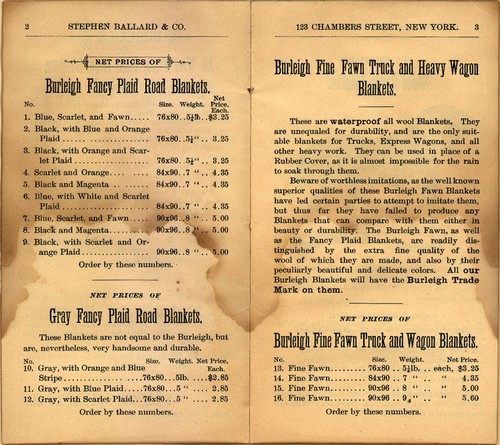 2 STEPHEN BALLARD & CO.
NET PRICES OF
Burleigh Fancy Plaid Road Blankets.
No. Size. Weight. Net Price, Each.
1. Blue, Scarlet, and Fawn..... 76x80..5½lb..$3.25
2. Black, with Blue and Orange
Plaid.................... 76x80..5½" .. 3.25
3. Black, with Orange and Scar-
let Plaid................. 76x80..5½" .. 3.25
4. Scarlet and Orange.......... 84x90..7 " .. 4.35
5. Black and Magenta .......... 84x90..7 " .. 4.35
6. Blue, with White and Scarlet
Plaid.................... 84x90..7 " .. 4.35
7. Blue, Scarlet, and Fawn..... 90x96..8 " .. 5.00
8. Black and Magenta.......... 90x96..8 " .. 5.00
9. Black, with Scarlet and Or-
ange Plaid............... 90x96..8 " .. 5.00
Order by these numbers.
NET PRICES OF
Gray Fancy Plaid Road Blankets.
These Blankets are not equal to the Burleigh, but
are, nevertheless, very handsome and durable.
No. Size. Weight. Net Price. Each.
10. Gray, with Orange and Blue
Stripe.................76x80...5lb. ...$2.85
11. Gray, with Blue Plaid.....76x80...5 " .... 2.85
12. Gray, with Scarlet Plaid...76x80...5 " .... 2.85
Order by these numbers.
123 CHAMBERS STREET, NEW YORK. 3
Burleigh Fine Fawn Truck and Heavy Wagon
Blankets.
These are waterproof all wool Blankets. They
are unequaled for durability, and are the only suit-
able blankets for Trucks, Express Wagons, and all
other heavy work. They can be used in place of a
Rubber Cover, as it is almost impossible for the rain
to soak through them.
Beware of worthless imitations, as the well known
superior qualities of these Burleigh Fawn Blankets
have led certain parties to attempt to imitate them,
but thus far they have failed to produce any
Blankets that can compare with them either in
beauty or durability. The Burleigh Fawn, as well
as the Fancy Plaid Blankets, are readily dis-
tinguished by the extra fine quality of the
wool of which they are made, and also by their
peculiarly beautiful and delicate colors. All our
Burleigh Blankets will have the Burleigh Trade
Mark on them.
NET PRICES OF
Burleigh Fine Fawn Truck and Wagon Blankets.
No. Size. Weight. Net Price.
13. Fine Fawn........76x80 ... 5½lb. .. each, $3.25
14. Fine Fawn........84x90 ... 7 " .. " 4.35
15. Fine Fawn........90x96 ... 8 " .. " 5.00
16. Fine Fawn........90x96 ... 9 " .. " 5.60
Order by these numbers.